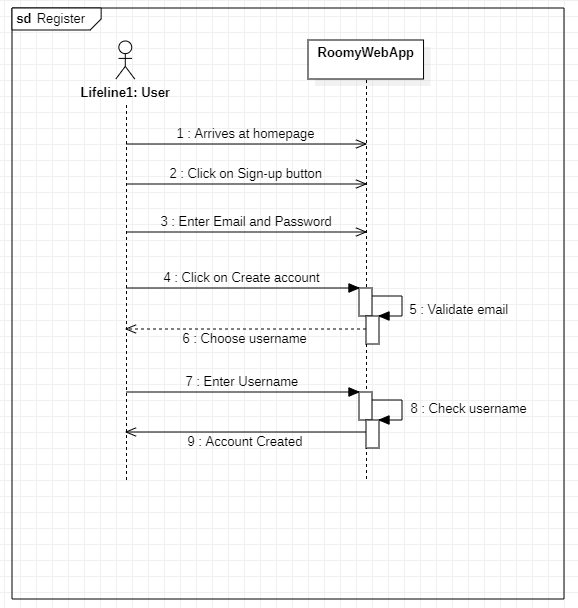 sd Register
RoomyWebApp
Lifeline1: User
1 : Arrives at homepage
2 : Click on Sign-up button
3 : Enter Email and Password
4 : Click on Create account
5 : Validate email
6 : Choose username
7 : Enter Username
8 : Check username
9 : Account Created